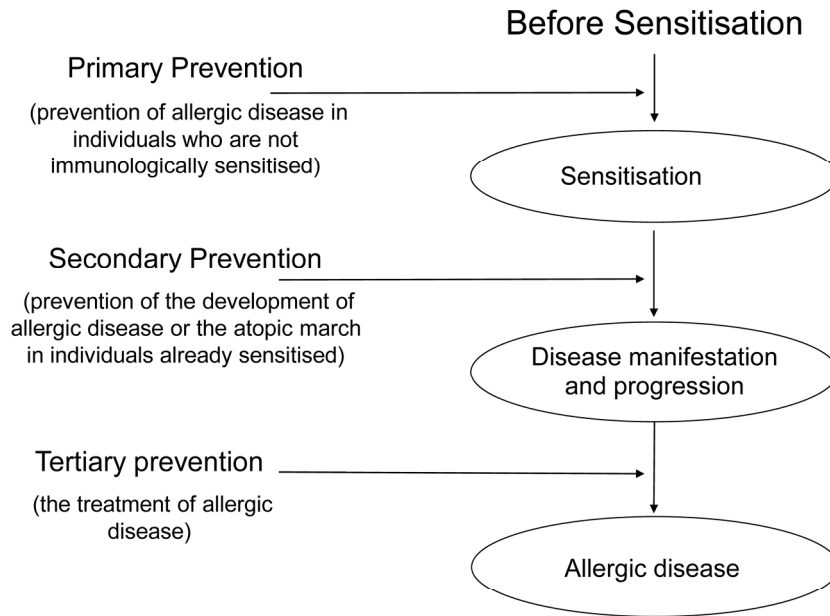 Before Sensitisation
Primary Prevention
(prevention of allergic disease in
individuals who are not
immunologically sensitised)
Sensitisation
Secondary Prevention
(prevention of the development of
allergic disease or the atopic march
in individuals already sensitised)
Disease manifestation
and progression
Tertiary prevention
(the treatment of allergic
disease)
Allergic disease